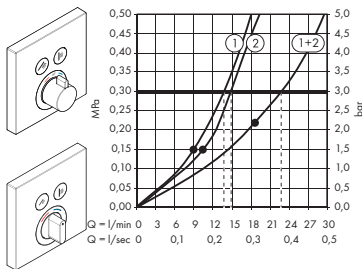 0,50 5,0
0,45 4,5
1 2 1+2
0,40 4,0
0,35 3,5
0,30 3,0
MPa bar
0,25 2,5
0,20 2,0
0,15 1,5
0,10 1,0
0,05 0,5
0,00 0,0
Q = l/min 0 3 6 9 12 15 18 21 24 27 30
Q = l/sec 0 0,1 0,2 0,3 0,4 0,5